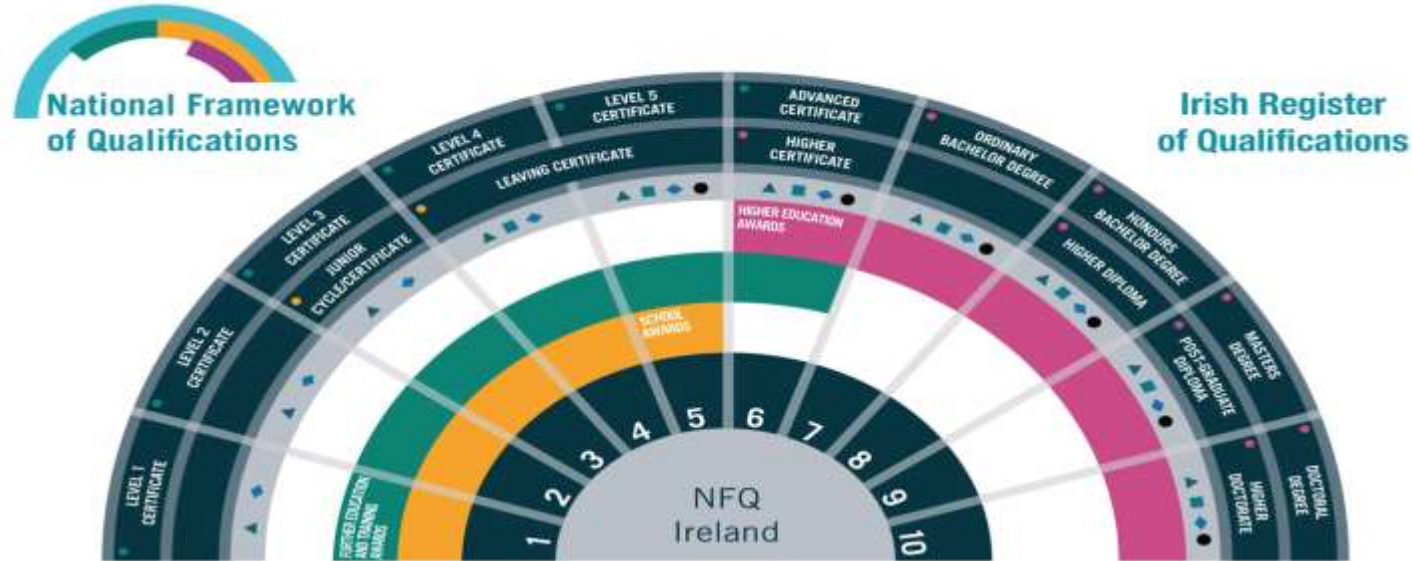 National Framework
of Qualifications
Irish Register
of Qualifications
LEVEL 1
CERTIFICATE
LEVEL 2
CERTIFICATE
LEVEL 3
CERTIFICATE
LEVEL 4
CERTIFICATE
LEVEL 5
CERTIFICATE
ADVANCED
CERTIFICATE
ORDINARY
BACHELOR DEGREE
HONOURS
BACHELOR DEGREE
MASTERS
DEGREE
DOCTORAL
DEGREE
JUNIOR
CYCLE/CERTIFICATE
LEAVING CERTIFICATE
HIGHER
CERTIFICATE
HIGHER DIPLOMA
POST-GRADUATE
DIPLOMA
HIGHER
DOCTORATE
HIGHER EDUCATION
AWARDS
FURTHER EDUCATION
AND TRAINING
AWARDS
SCHOOL
AWARDS
1
2
3
4
5
6
7
8
9
10
NFQ
Ireland